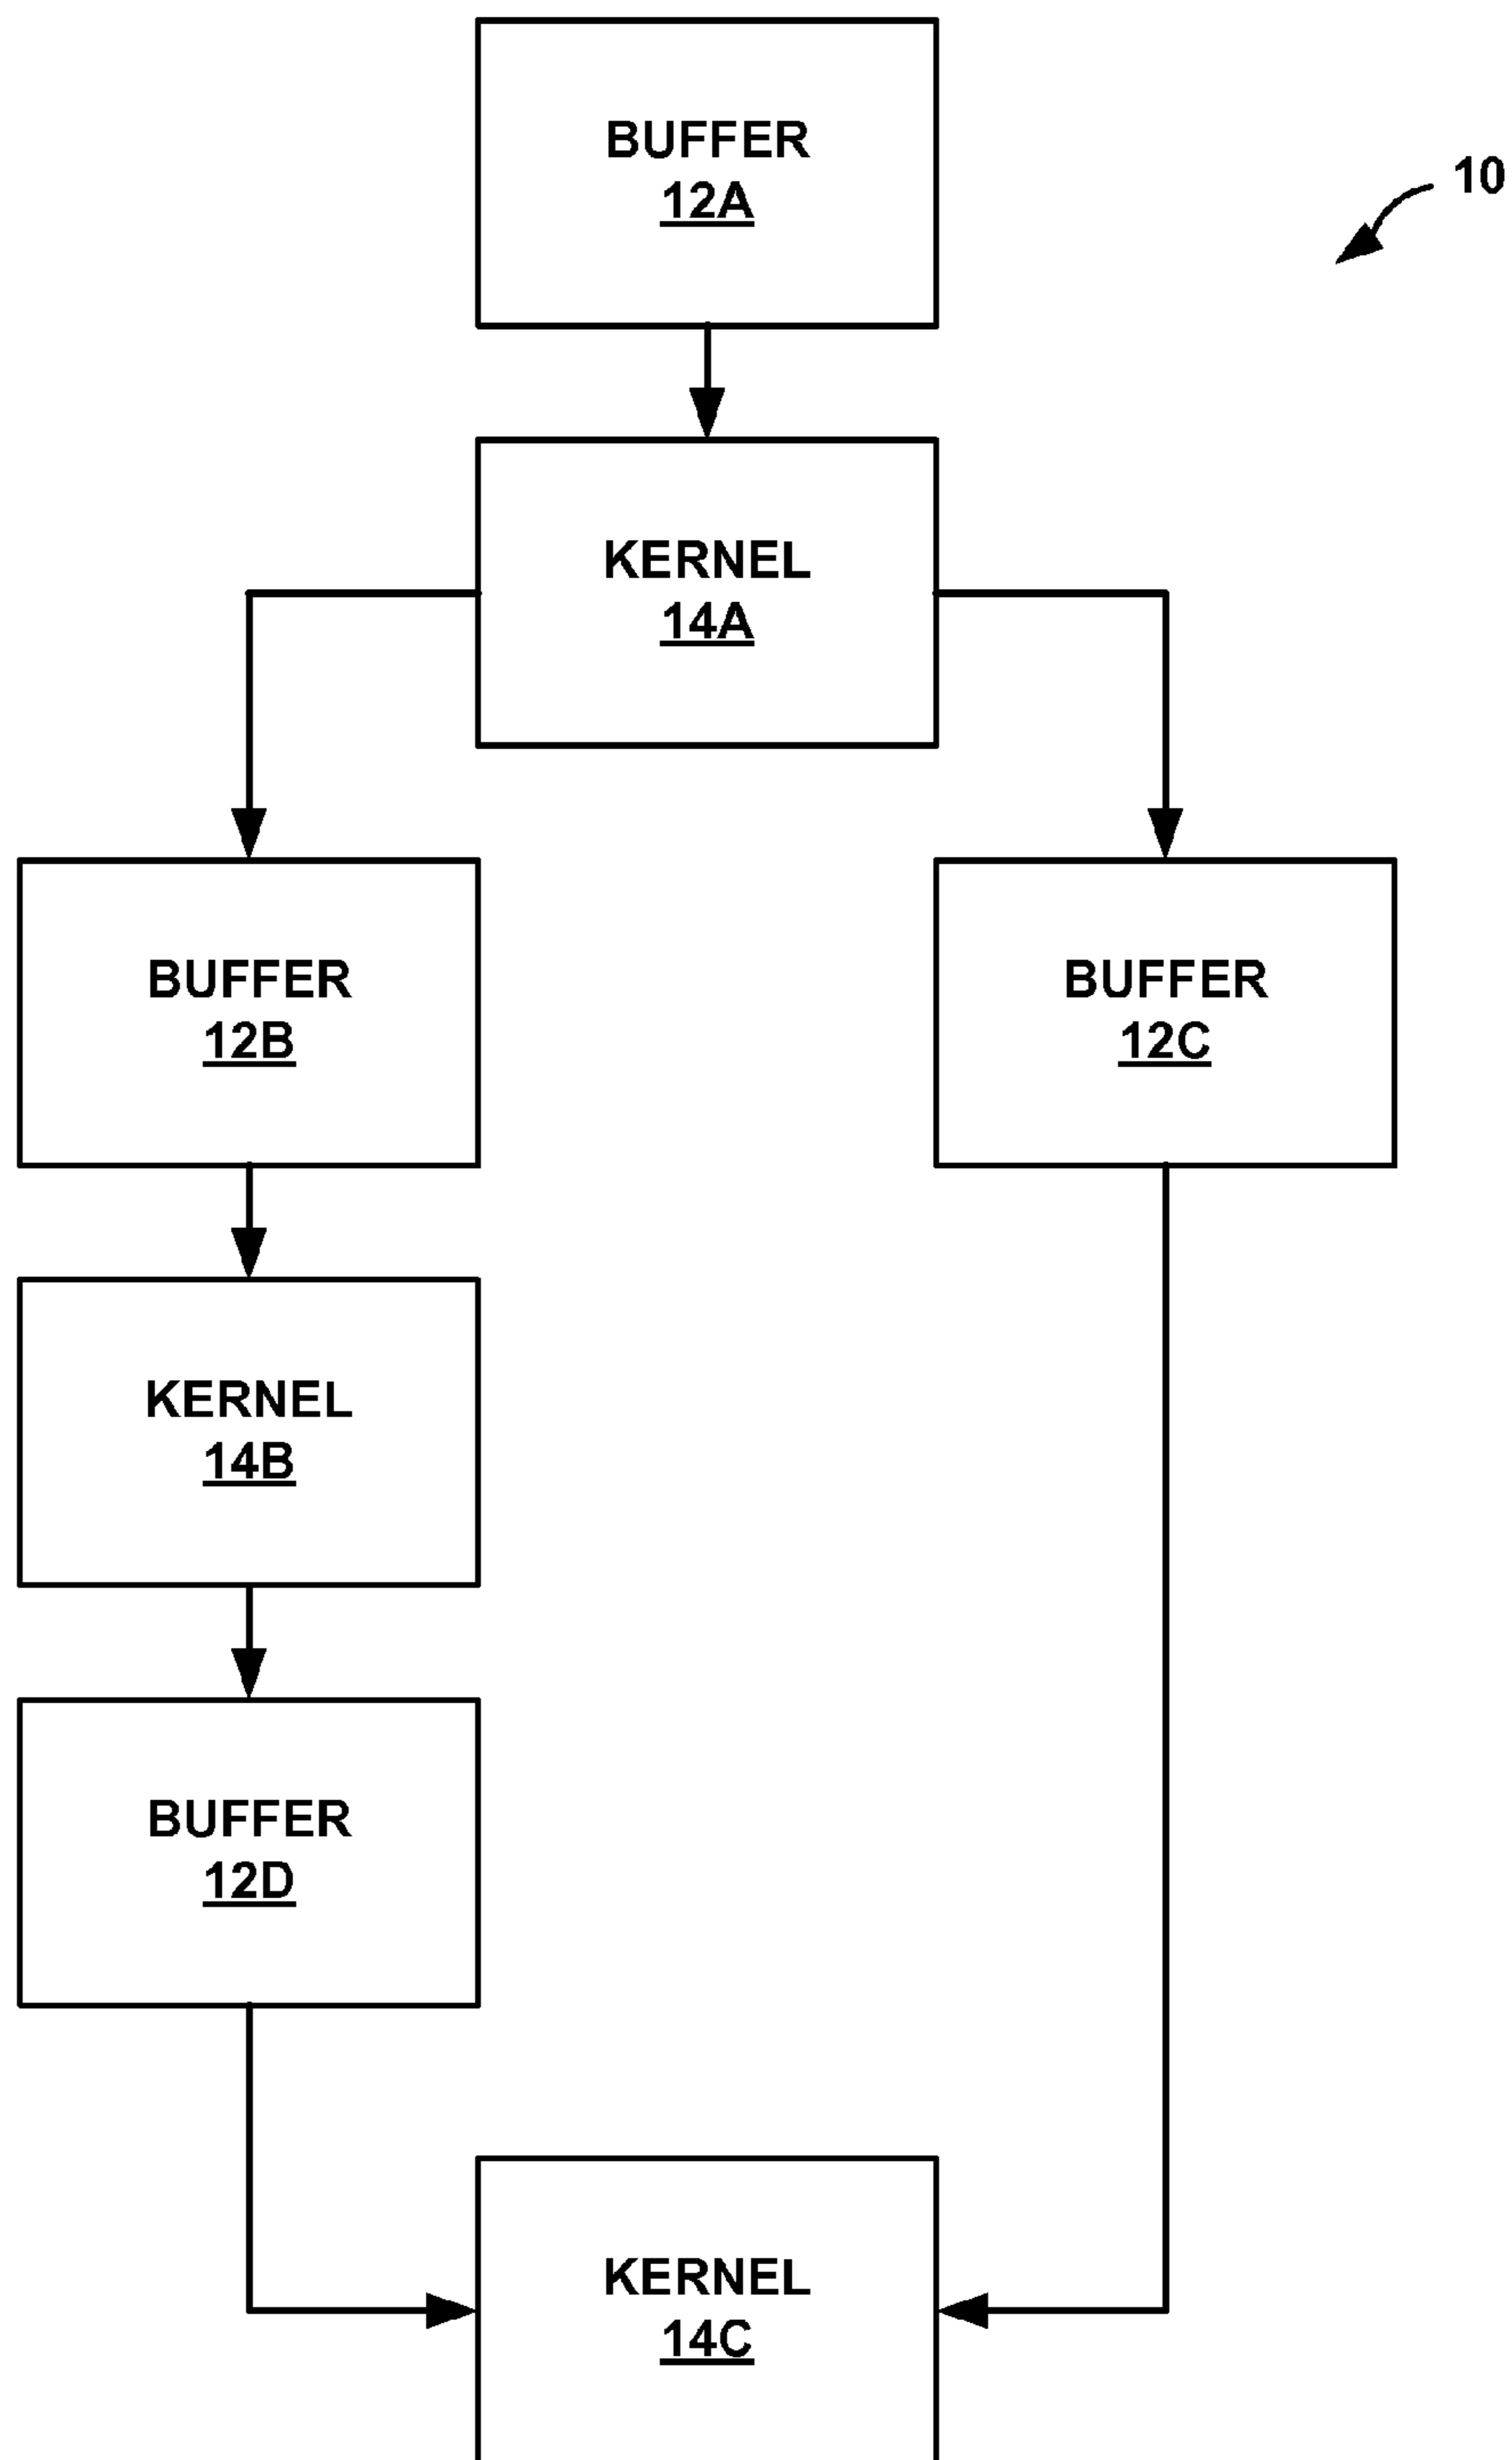 BUFFER
12A
10
KERNEL
14A
BUFFER
12B
BUFFER
12C
KERNEL
14B
BUFFER
12D
KERNEL
14C